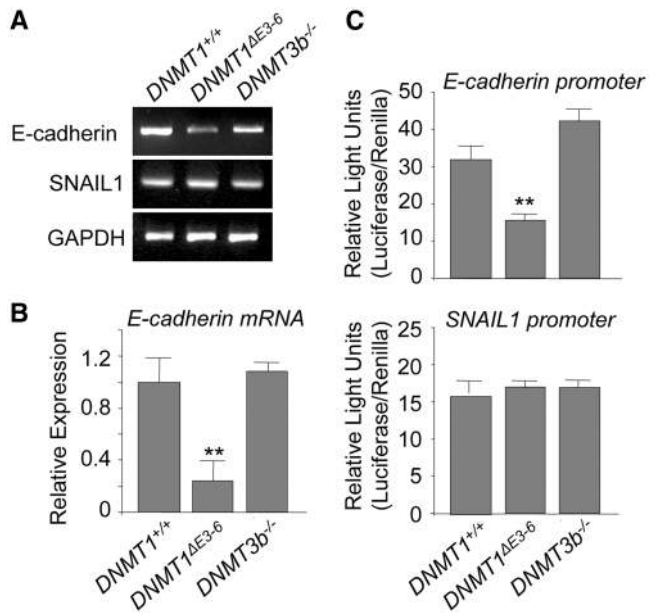 A
DNMT1+/+
DNMT1ΔE3-6
DNMT3b-/-
E-cadherin
SNAIL1
GAPDH
B
E-cadherin mRNA
Relative Expression
1.2
0.8
0.4
0
**
DNMT1+/+
DNMT1ΔE3-6
DNMT3b-/-
C
E-cadherin promoter
Relative Light Units
(Luciferase/Renilla)
50
40
30
20
10
0
**
SNAIL1 promoter
Relative Light Units
(Luciferase/Renilla)
25
20
15
10
5
0
DNMT1+/+
DNMT1ΔE3-6
DNMT3b-/-